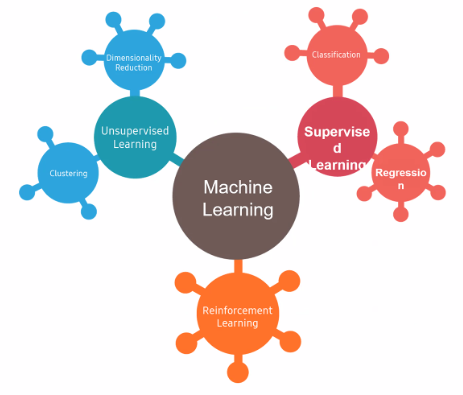 Dimensionality
Reduction
Classification
Unsupervised
Learning
Supervise
d
Learning
Clustering
Regressio
n
Machine
Learning
Reinforcement
Learning